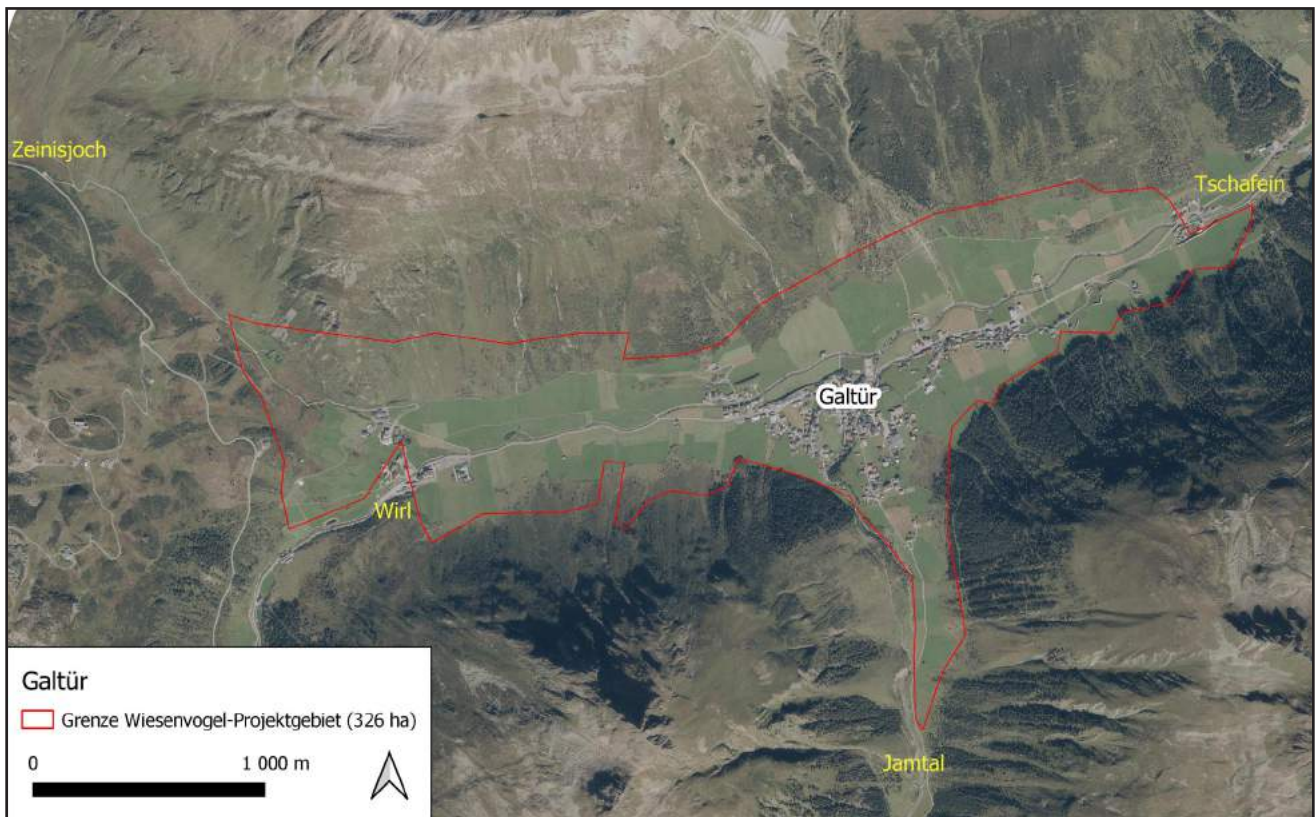 Zeinisjoch
Tschafein
Galtür
Wirl
Jamtal
Galtür
Grenze Wiesenvogel-Projektgebiet (326 ha)
0 1 000 m